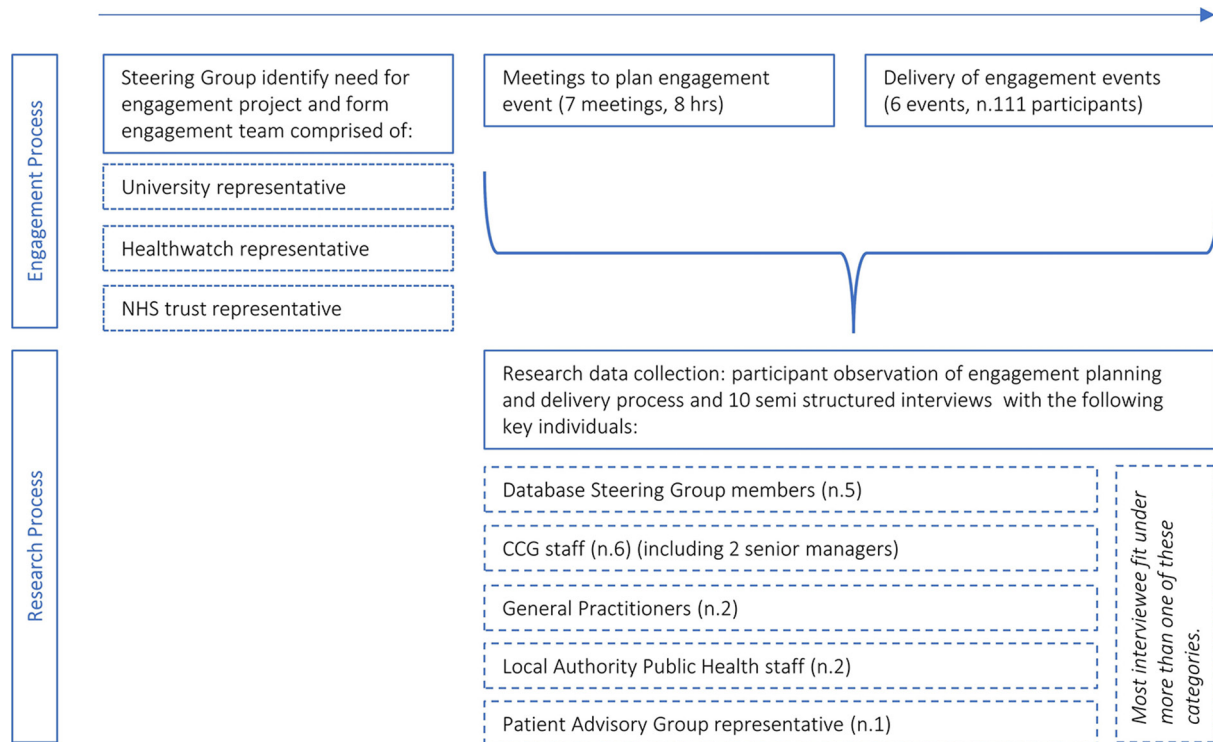 Engagement Process
Steering Group identify need for
engagement project and form
engagement team comprised of:
University representative
Healthwatch representative
NHS trust representative
Meetings to plan engagement
event (7 meetings, 8 hrs)
Delivery of engagement events
(6 events, n.111 participants)
Research Process
Research data collection: participant observation of engagement planning
and delivery process and 10 semi structured interviews with the following
key individuals:
Database Steering Group members (n.5)
CCG staff (n.6) (including 2 senior managers)
General Practitioners (n.2)
Local Authority Public Health staff (n.2)
Patient Advisory Group representative (n.1)
Most interviewee fit under
more than one of these
categories.